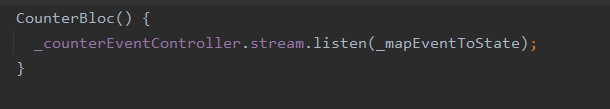 CounterBloc() {
  _counterEventController.stream.listen(_mapEventToState);
}